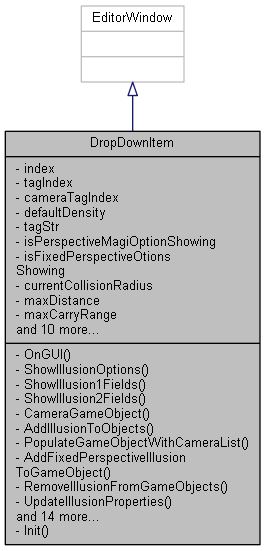 EditorWindow
DropDownItem
- index
- tagIndex
- cameraTagIndex
- defaultDensity
- tagStr
- isPerspectiveMagiOptionShowing
- isFixedPerspectiveOtions
Showing
- currentCollisionRadius
- maxDistance
- maxCarryRange
and 10 more...
- OnGUI()
- ShowIllusionOptions()
- ShowIllusion1Fields()
- ShowIllusion2Fields()
- CameraGameObject()
- AddIllusionToObjects()
- PopulateGameObjectWithCameraList()
- AddFixedPerspectiveIllusion
ToGameObject()
- RemoveIllusionFromGameObjects()
- UpdateIllusionProperties()
and 14 more...
- Init()